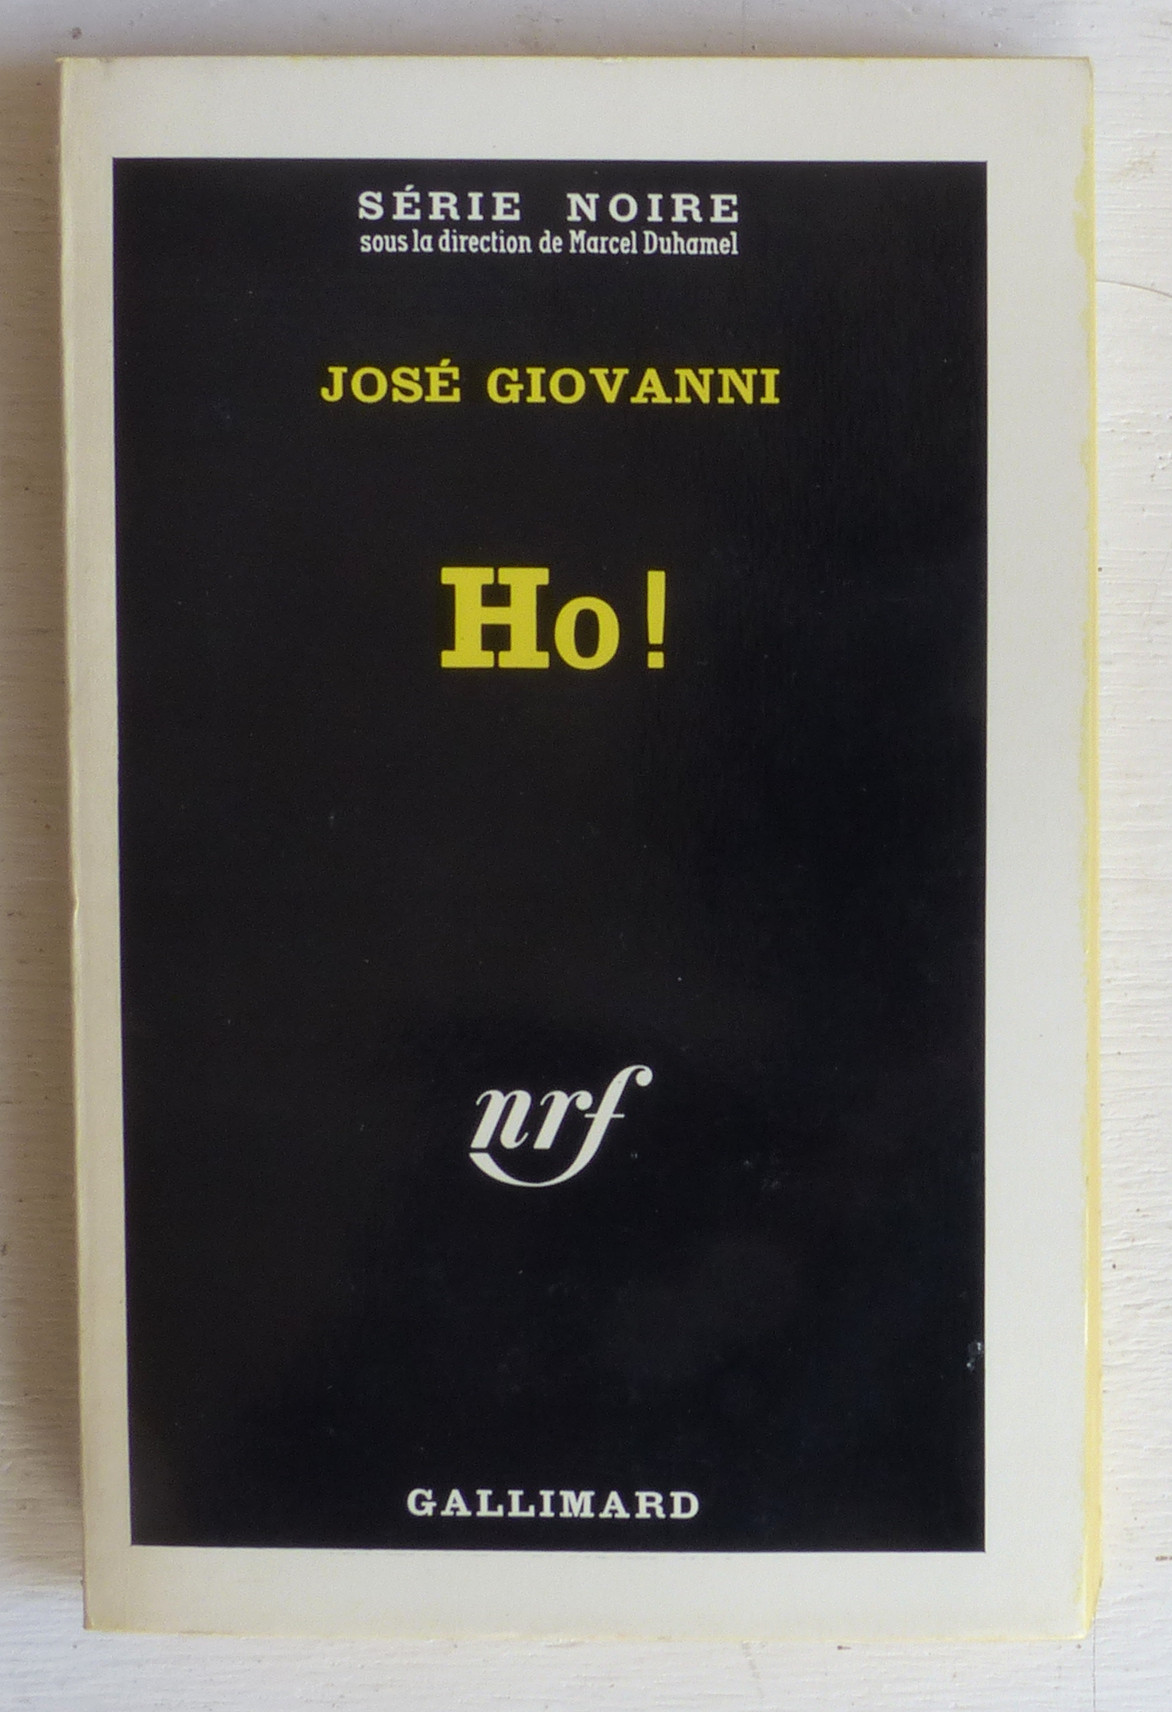 SÉRIE NOIRE
sous la direction de Marcel Duhamel
JOSÉ GIOVANNI
Ho !
nrf
GALLIMARD